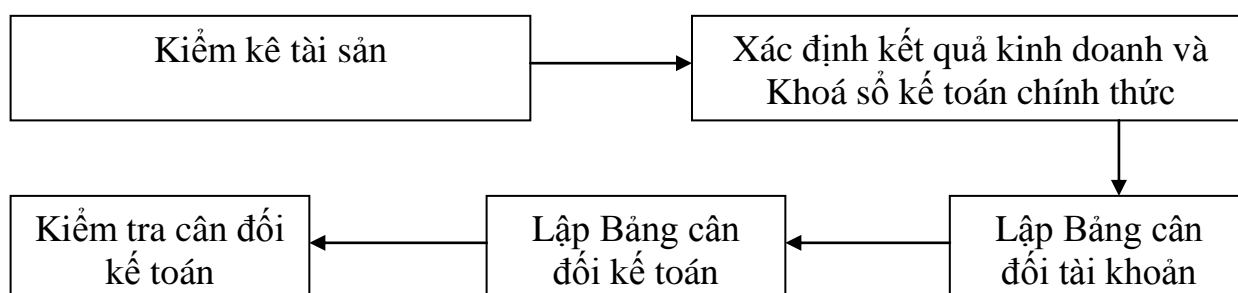 Kiểm kê tài sản
Xác định kết quả kinh doanh và
Khoá sổ kế toán chính thức
Lập Bảng cân
đối tài khoản
Lập Bảng cân
đối kế toán
Kiểm tra cân đối
kế toán